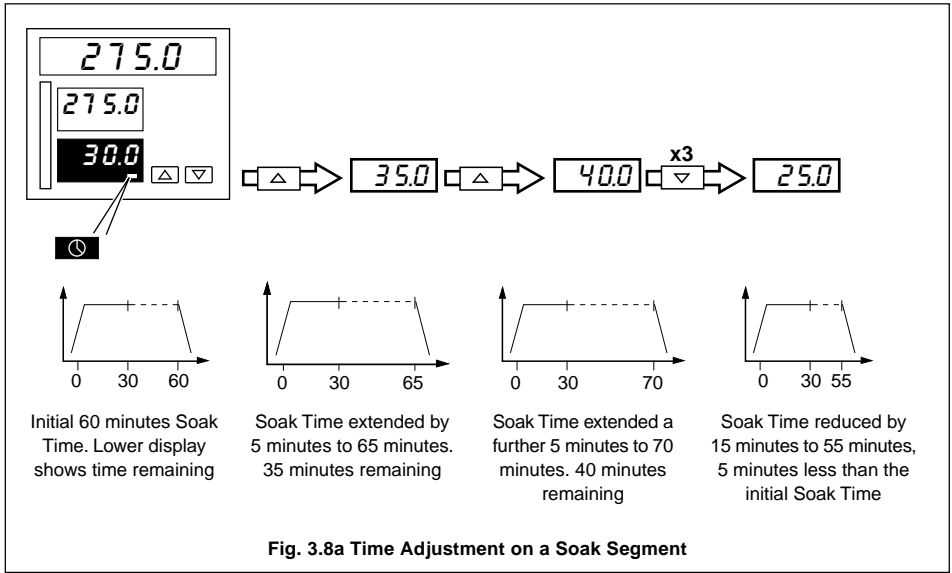 275.0
275.0
30.0
35.0
40.0
x3
25.0
0 30 60
0 30 65
0 30 70
0 30 55
Initial 60 minutes Soak
Time. Lower display
shows time remaining
Soak Time extended by
5 minutes to 65 minutes.
35 minutes remaining
Soak Time extended a
further 5 minutes to 70
minutes. 40 minutes
remaining
Soak Time reduced by
15 minutes to 55 minutes,
5 minutes less than the
initial Soak Time
Fig. 3.8a Time Adjustment on a Soak Segment